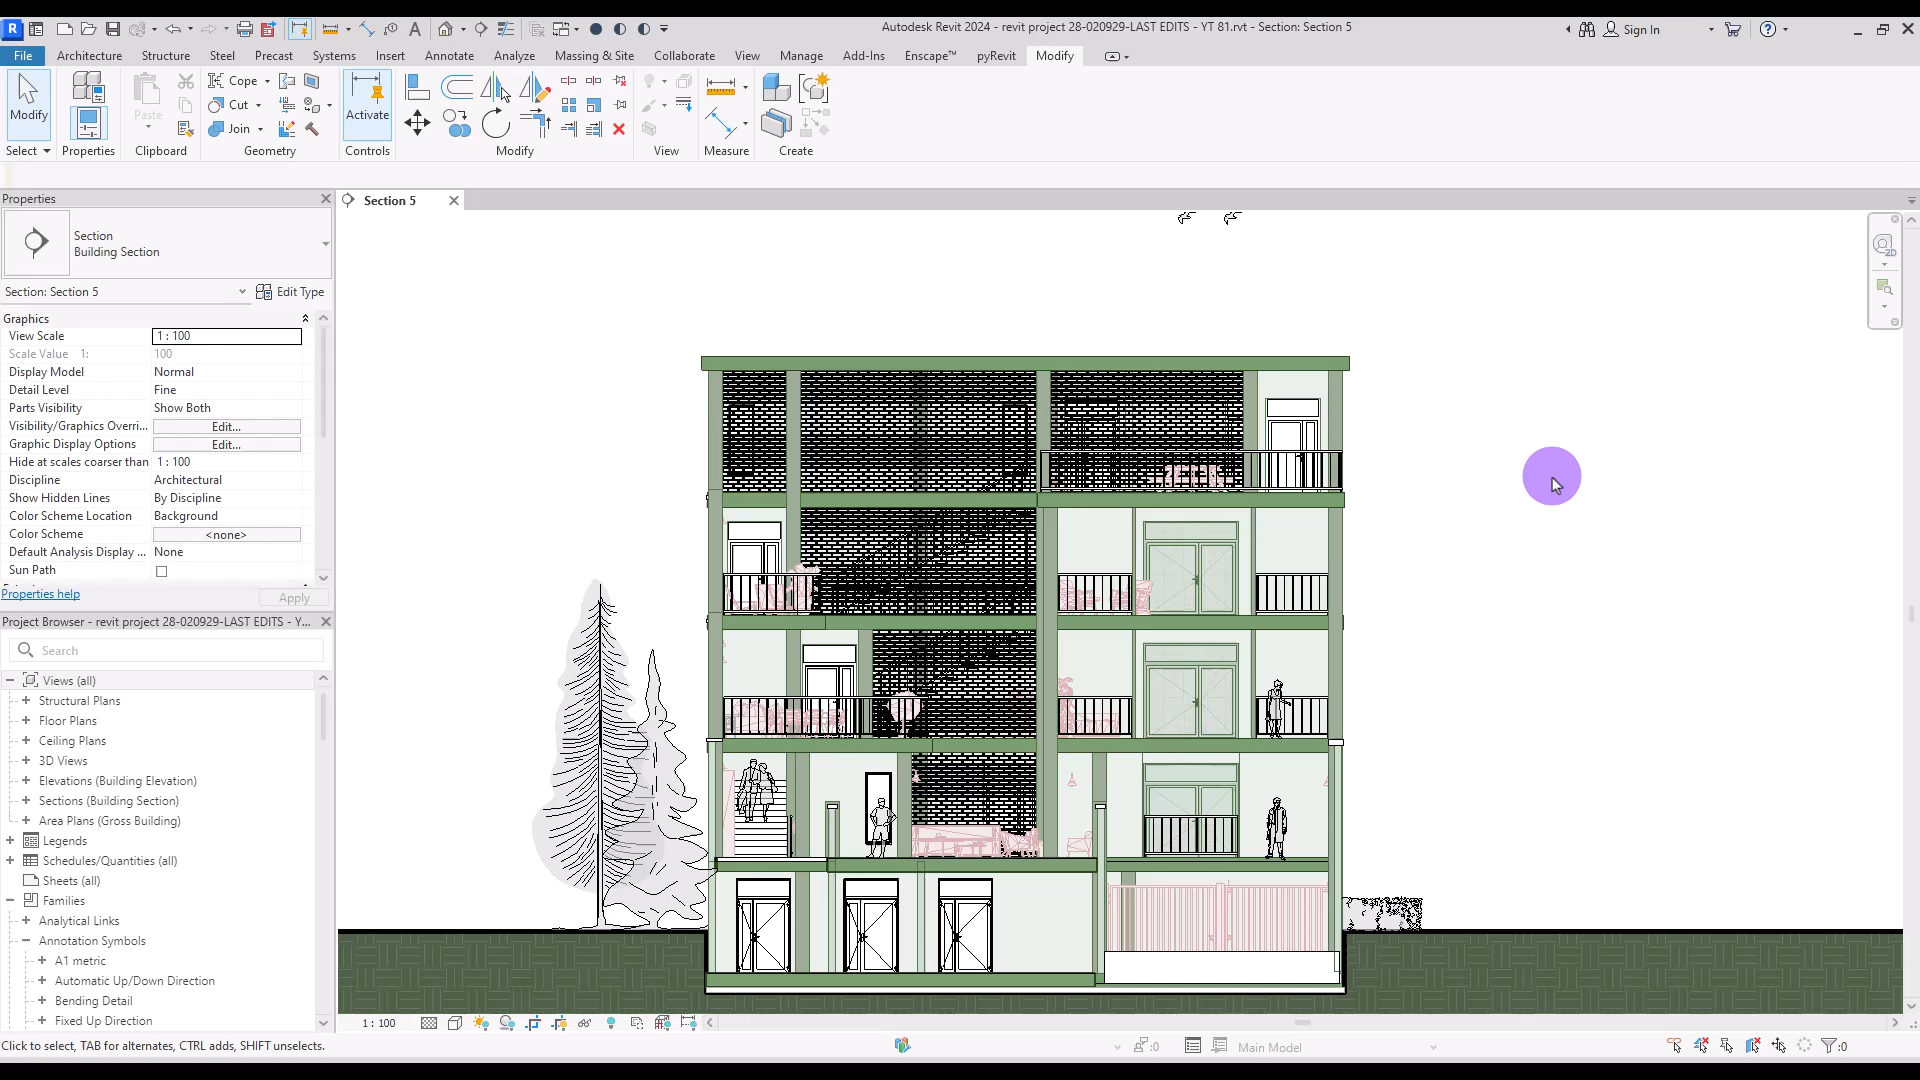 Autodesk Revit 2024 - revit project 28-020929-LAST EDITS - YT 81.rvt - Section: Section 5
Sign In
File Architecture Structure Steel Precast Systems Insert Annotate Analyze Massing & Site Collaborate View Manage Add-Ins Enscape™ pyRevit Modify
Modify
Paste
Cope
Cut
Join
Activate
Select Properties Clipboard Geometry Controls Modify View Measure Create
Properties
Section 5
Section
Building Section
Section: Section 5
Edit Type
Graphics
View Scale 1 : 100
Scale Value 1: 100
Display Model Normal
Detail Level Fine
Parts Visibility Show Both
Visibility/Graphics Overri... Edit...
Graphic Display Options Edit...
Hide at scales coarser than 1 : 100
Discipline Architectural
Show Hidden Lines By Discipline
Color Scheme Location Background
Color Scheme <none>
Default Analysis Display ... None
Sun Path
Properties help
Apply
Project Browser - revit project 28-020929-LAST EDITS - Y...
Search
Views (all)
Structural Plans
Floor Plans
Ceiling Plans
3D Views
Elevations (Building Elevation)
Sections (Building Section)
Area Plans (Gross Building)
Legends
Schedules/Quantities (all)
Sheets (all)
Families
Analytical Links
Annotation Symbols
A1 metric
Automatic Up/Down Direction
Bending Detail
Fixed Up Direction
1 : 100
Click to select, TAB for alternates, CTRL adds, SHIFT unselects.
:0
Main Model
:0
2D